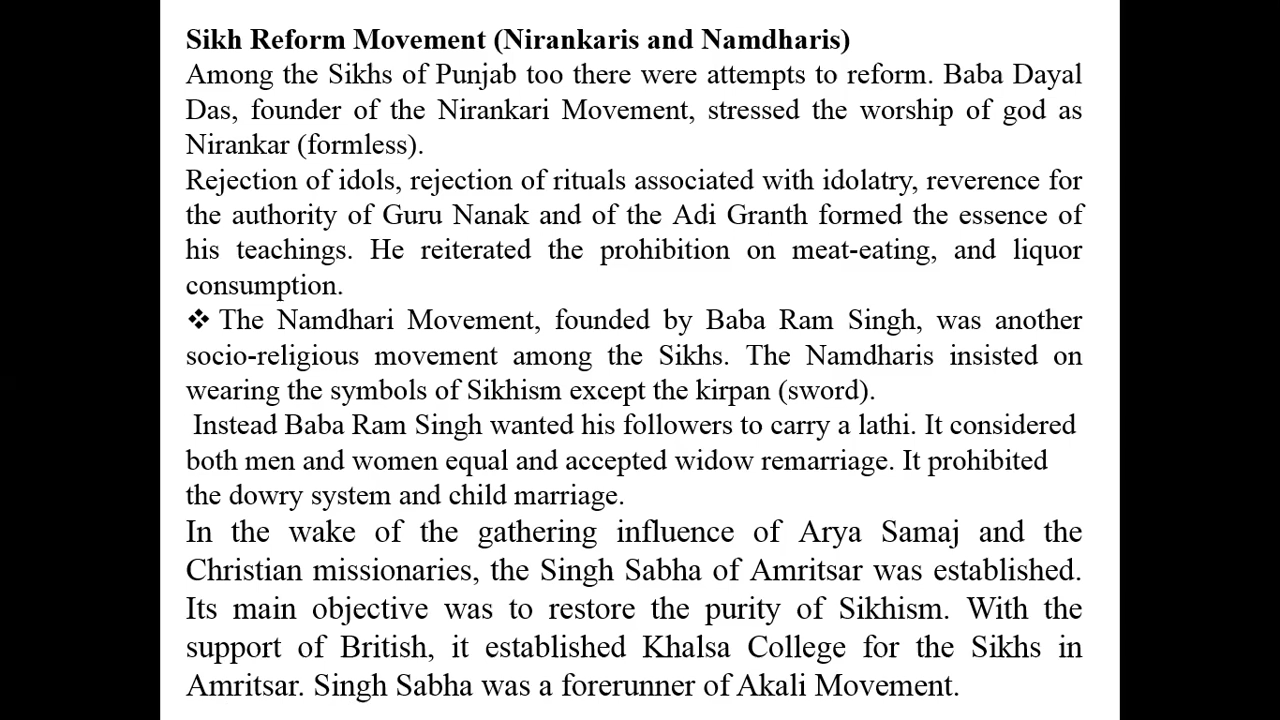 Sikh Reform Movement (Nirankaris and Namdharis)
Among the Sikhs of Punjab too there were attempts to reform. Baba Dayal
Das, founder of the Nirankari Movement, stressed the worship of god as
Nirankar (formless).
Rejection of idols, rejection of rituals associated with idolatry, reverence for
the authority of Guru Nanak and of the Adi Granth formed the essence of
his teachings. He reiterated the prohibition on meat-eating, and liquor
consumption.
❖ The Namdhari Movement, founded by Baba Ram Singh, was another
socio-religious movement among the Sikhs. The Namdharis insisted on
wearing the symbols of Sikhism except the kirpan (sword).
Instead Baba Ram Singh wanted his followers to carry a lathi. It considered
both men and women equal and accepted widow remarriage. It prohibited
the dowry system and child marriage.
In the wake of the gathering influence of Arya Samaj and the
Christian missionaries, the Singh Sabha of Amritsar was established.
Its main objective was to restore the purity of Sikhism. With the
support of British, it established Khalsa College for the Sikhs in
Amritsar. Singh Sabha was a forerunner of Akali Movement.